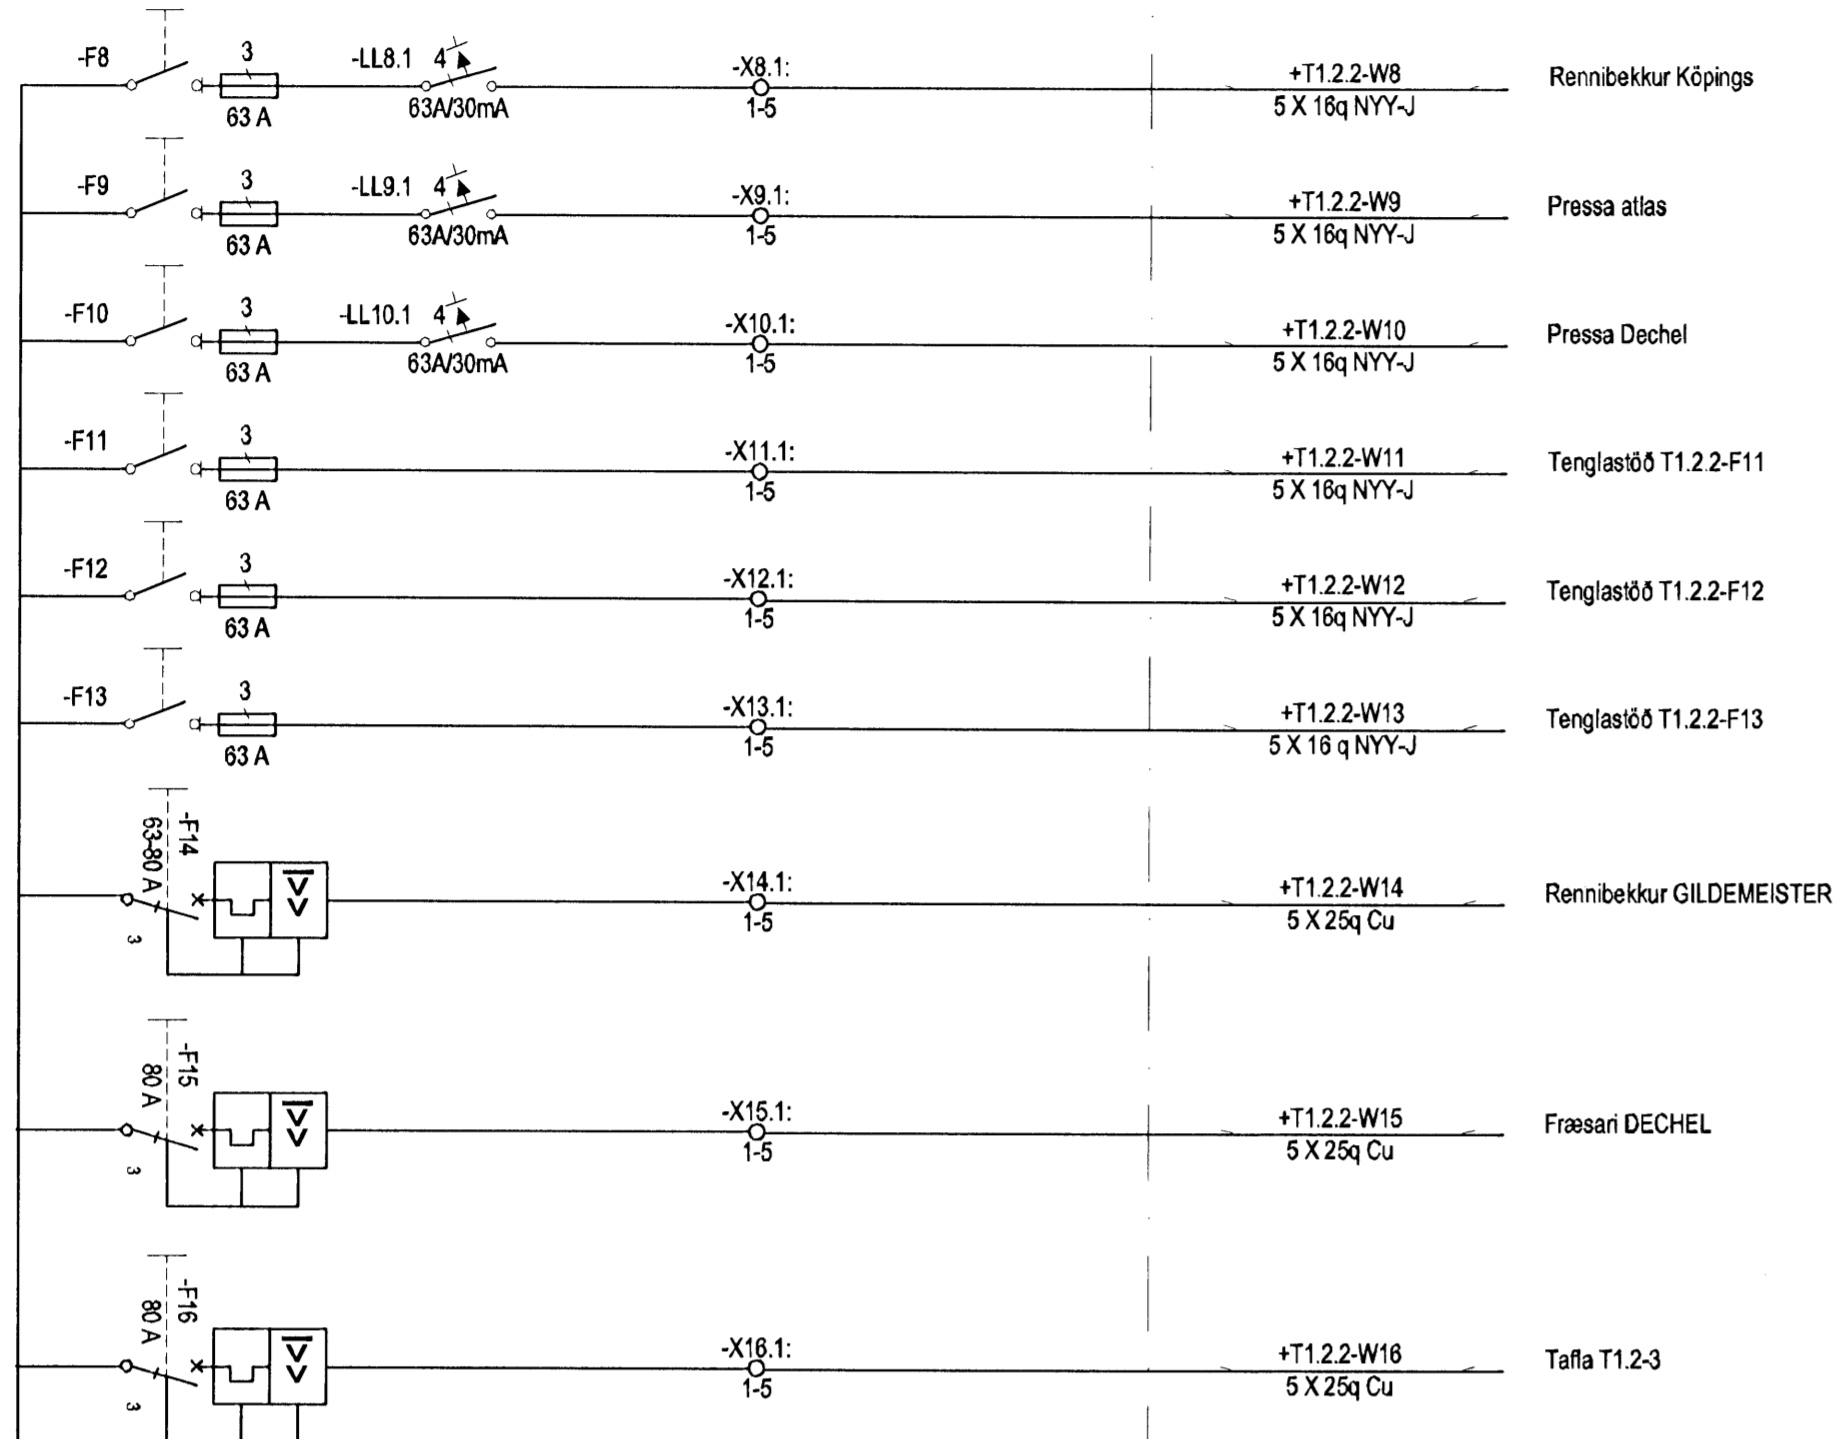 -F8
3
63 A
-LL8.1
4
63A/30mA
-X8.1:
1-5
+T1.2.2-W8
5 X 16q NYY-J
Rennibekkur Köpings
-F9
3
63 A
-LL9.1
4
63A/30mA
-X9.1:
1-5
+T1.2.2-W9
5 X 16q NYY-J
Pressa atlas
-F10
3
63 A
-LL10.1
4
63A/30mA
-X10.1:
1-5
+T1.2.2-W10
5 X 16q NYY-J
Pressa Dechel
-F11
3
63 A
-X11.1:
1-5
+T1.2.2-W11
5 X 16q NYY-J
Tenglastöð T1.2.2-F11
-F12
3
63 A
-X12.1:
1-5
+T1.2.2-W12
5 X 16q NYY-J
Tenglastöð T1.2.2-F12
-F13
3
63 A
-X13.1:
1-5
+T1.2.2-W13
5 X 16 q NYY-J
Tenglastöð T1.2.2-F13
-F14
63-80 A
3
-X14.1:
1-5
+T1.2.2-W14
5 X 25q Cu
Rennibekkur GILDEMEISTER
-F15
80 A
3
-X15.1:
1-5
+T1.2.2-W15
5 X 25q Cu
Fræsari DECHEL
-F16
80 A
3
-X16.1:
1-5
+T1.2.2-W16
5 X 25q Cu
Tafla T1.2-3